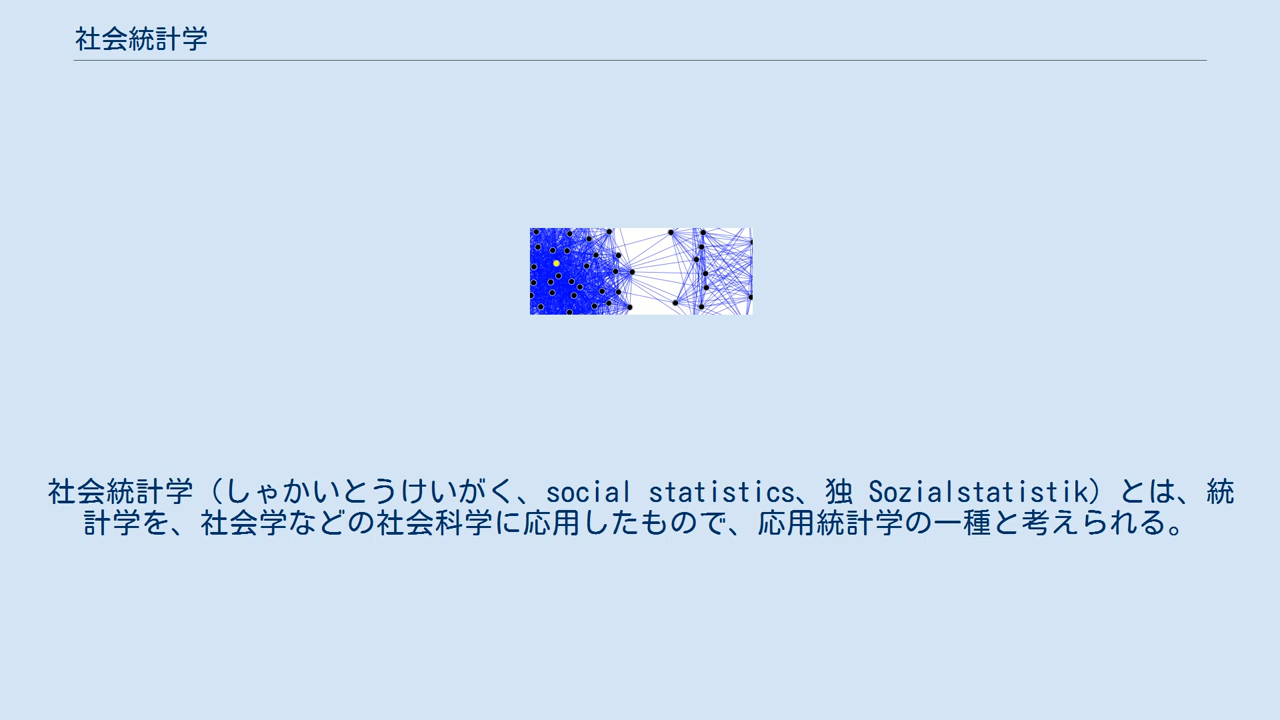 社会統計学
社会統計学（しゃかいとうけいがく、social statistics、独 Sozialstatistik）とは、統
計学を、社会学などの社会科学に応用したもので、応用統計学の一種と考えられる。